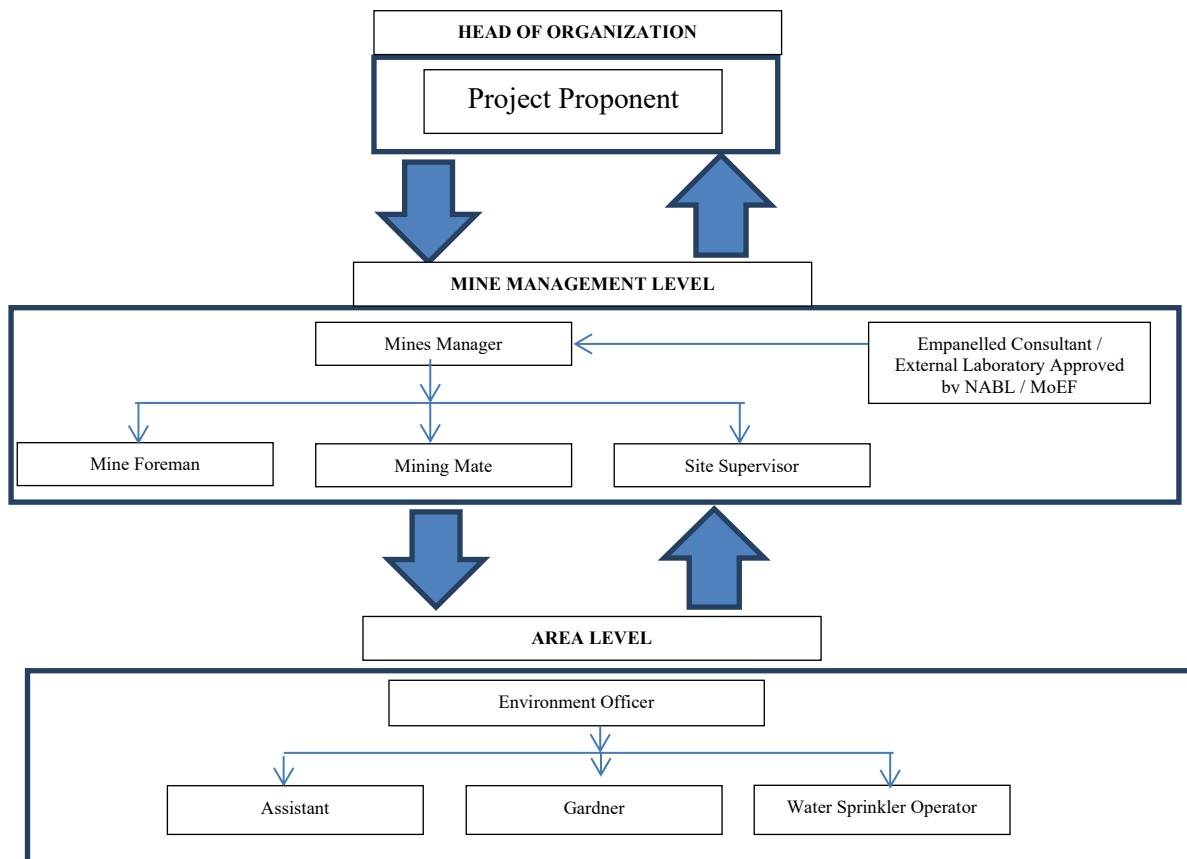 HEAD OF ORGANIZATION
Project Proponent
MINE MANAGEMENT LEVEL
Mines Manager
Empanelled Consultant /
External Laboratory Approved
by NABL / MoEF
Mine Foreman
Mining Mate
Site Supervisor
AREA LEVEL
Environment Officer
Assistant
Gardner
Water Sprinkler Operator